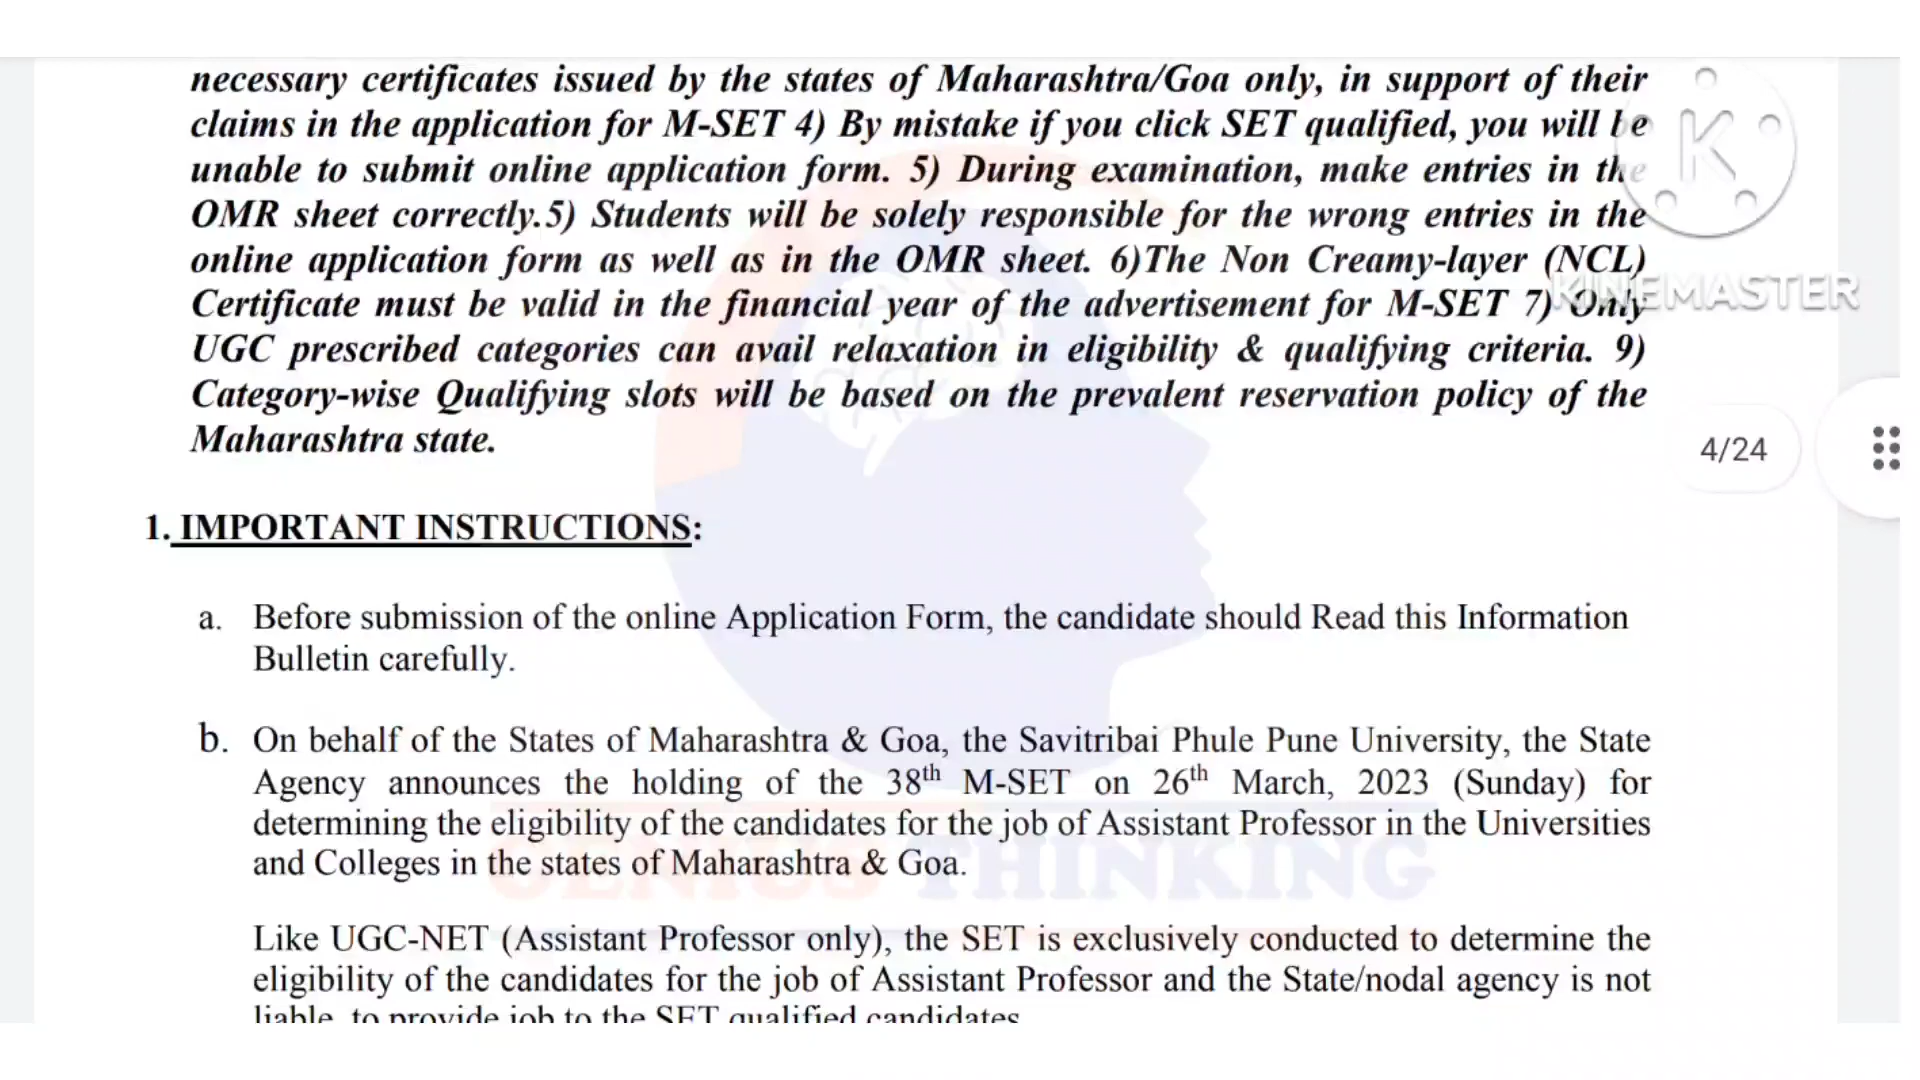 necessary certificates issued by the states of Maharashtra/Goa only, in support of their
claims in the application for M-SET 4) By mistake if you click SET qualified, you will be
unable to submit online application form. 5) During examination, make entries in the
OMR sheet correctly.5) Students will be solely responsible for the wrong entries in the
online application form as well as in the OMR sheet. 6)The Non Creamy-layer (NCL)
KINEMASTER
Certificate must be valid in the financial year of the advertisement for M-SET 7) Only
UGC prescribed categories can avail relaxation in eligibility & qualifying criteria. 9)
Category-wise Qualifying slots will be based on the prevalent reservation policy of the
Maharashtra state.
4/24
1. IMPORTANT INSTRUCTIONS:
a. Before submission of the online Application Form, the candidate should Read this Information
Bulletin carefully.
b. On behalf of the States of Maharashtra & Goa, the Savitribai Phule Pune University, the State
Agency announces the holding of the 38th M-SET on 26th March, 2023 (Sunday) for
determining the eligibility of the candidates for the job of Assistant Professor in the Universities
and Colleges in the states of Maharashtra & Goa.
GENIUS THINKING
Like UGC-NET (Assistant Professor only), the SET is exclusively conducted to determine the
eligibility of the candidates for the job of Assistant Professor and the State/nodal agency is not
liable, to provide job to the SET qualified candidates